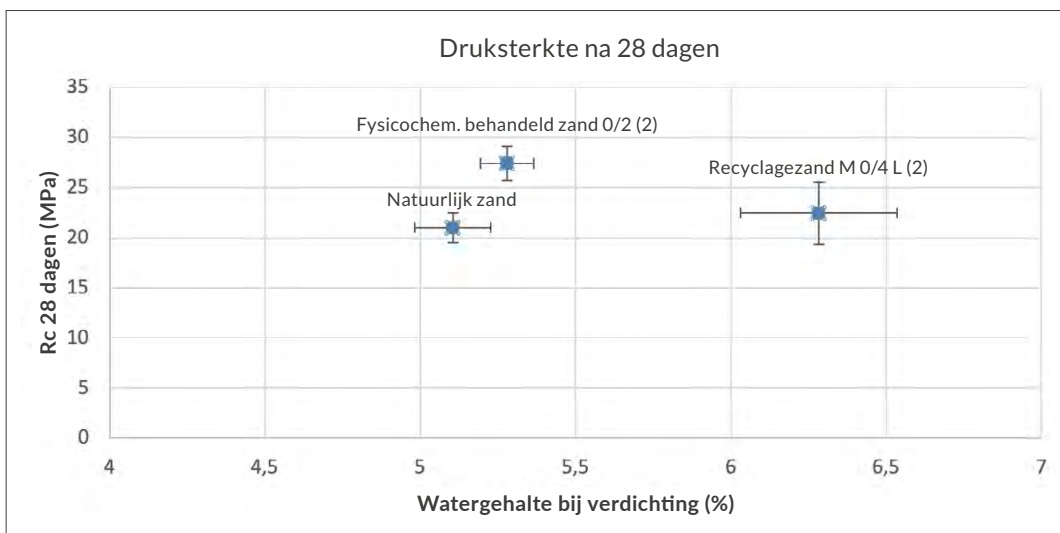 Druksterkte na 28 dagen
Rc 28 dagen (MPa)
35
30
25
20
15
10
5
0
Fysicochem. behandeld zand 0/2 (2)
Recyclagezand M 0/4 L (2)
Natuurlijk zand
4
4,5
5
5,5
6
6,5
7
Watergehalte bij verdichting (%)